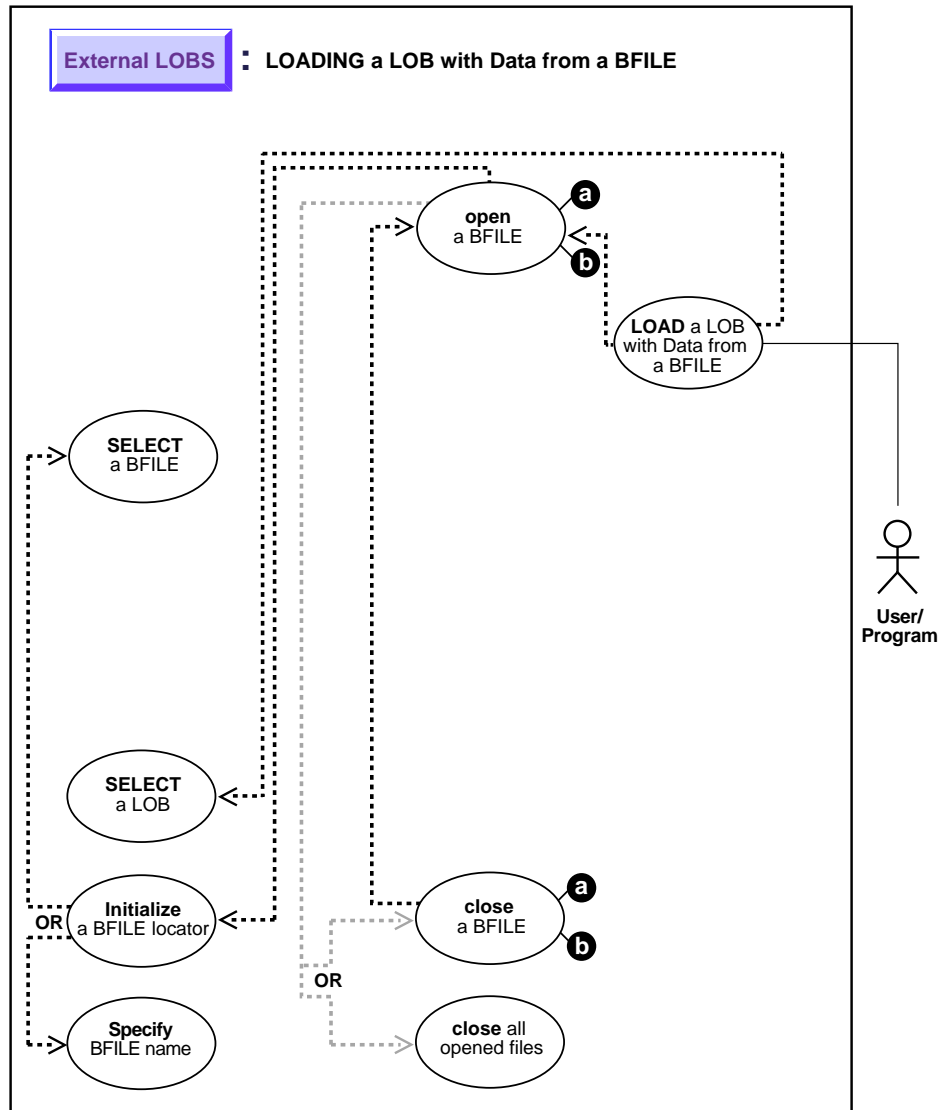 External LOBS : LOADING a LOB with Data from a BFILE
open
a BFILE
a
b
LOAD a LOB
with Data from
a BFILE
SELECT
a BFILE
User/
Program
SELECT
a LOB
Initialize
a BFILE locator
OR
close
a BFILE
a
b
OR
Specify
BFILE name
close all
opened files